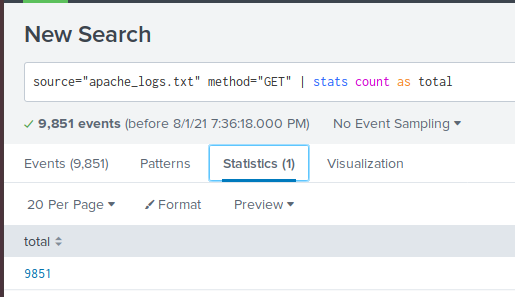 New Search
source="apache_logs.txt" method="GET" | stats count as total
✓ 9,851 events (before 8/1/21 7:36:18.000 PM) No Event Sampling
Events (9,851) Patterns Statistics (1) Visualization
20 Per Page Format Preview
total
9851